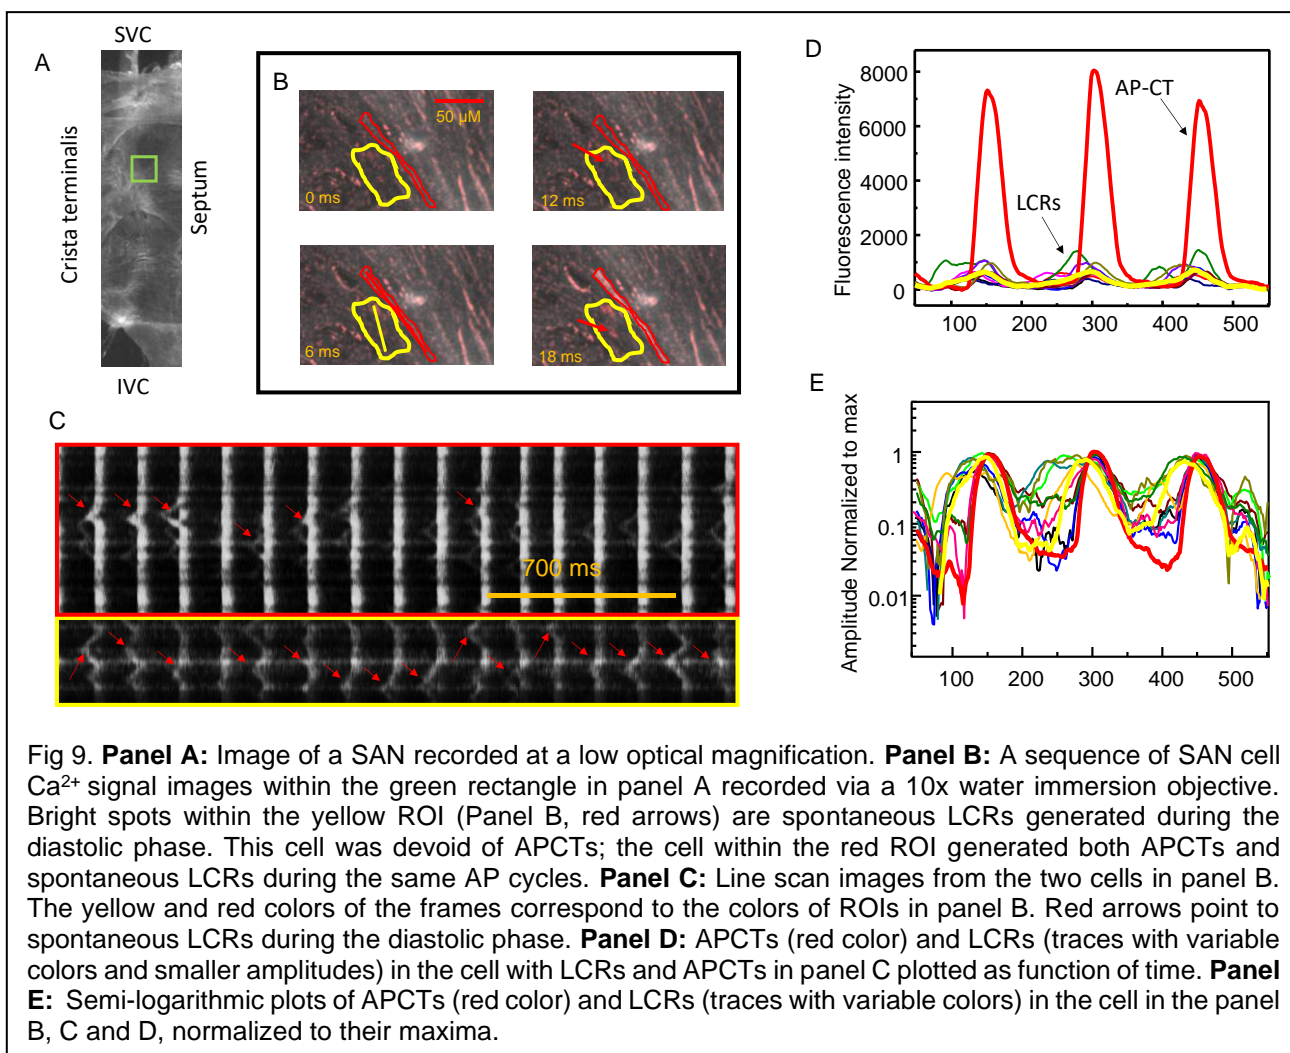 SVC
A
Crista terminalis
Septum
IVC
B
50 µM
0 ms
12 ms
6 ms
18 ms
C
700 ms
D
Fluorescence intensity
8000
6000
4000
2000
0
AP-CT
LCRs
100 200 300 400 500
E
Amplitude Normalized to max
1
0.1
0.01
100 200 300 400 500
Fig 9. Panel A: Image of a SAN recorded at a low optical magnification. Panel B: A sequence of SAN cell
Ca²⁺ signal images within the green rectangle in panel A recorded via a 10x water immersion objective.
Bright spots within the yellow ROI (Panel B, red arrows) are spontaneous LCRs generated during the
diastolic phase. This cell was devoid of APCTs; the cell within the red ROI generated both APCTs and
spontaneous LCRs during the same AP cycles. Panel C: Line scan images from the two cells in panel B.
The yellow and red colors of the frames correspond to the colors of ROIs in panel B. Red arrows point to
spontaneous LCRs during the diastolic phase. Panel D: APCTs (red color) and LCRs (traces with variable
colors and smaller amplitudes) in the cell with LCRs and APCTs in panel C plotted as function of time. Panel
E: Semi-logarithmic plots of APCTs (red color) and LCRs (traces with variable colors) in the cell in the panel
B, C and D, normalized to their maxima.